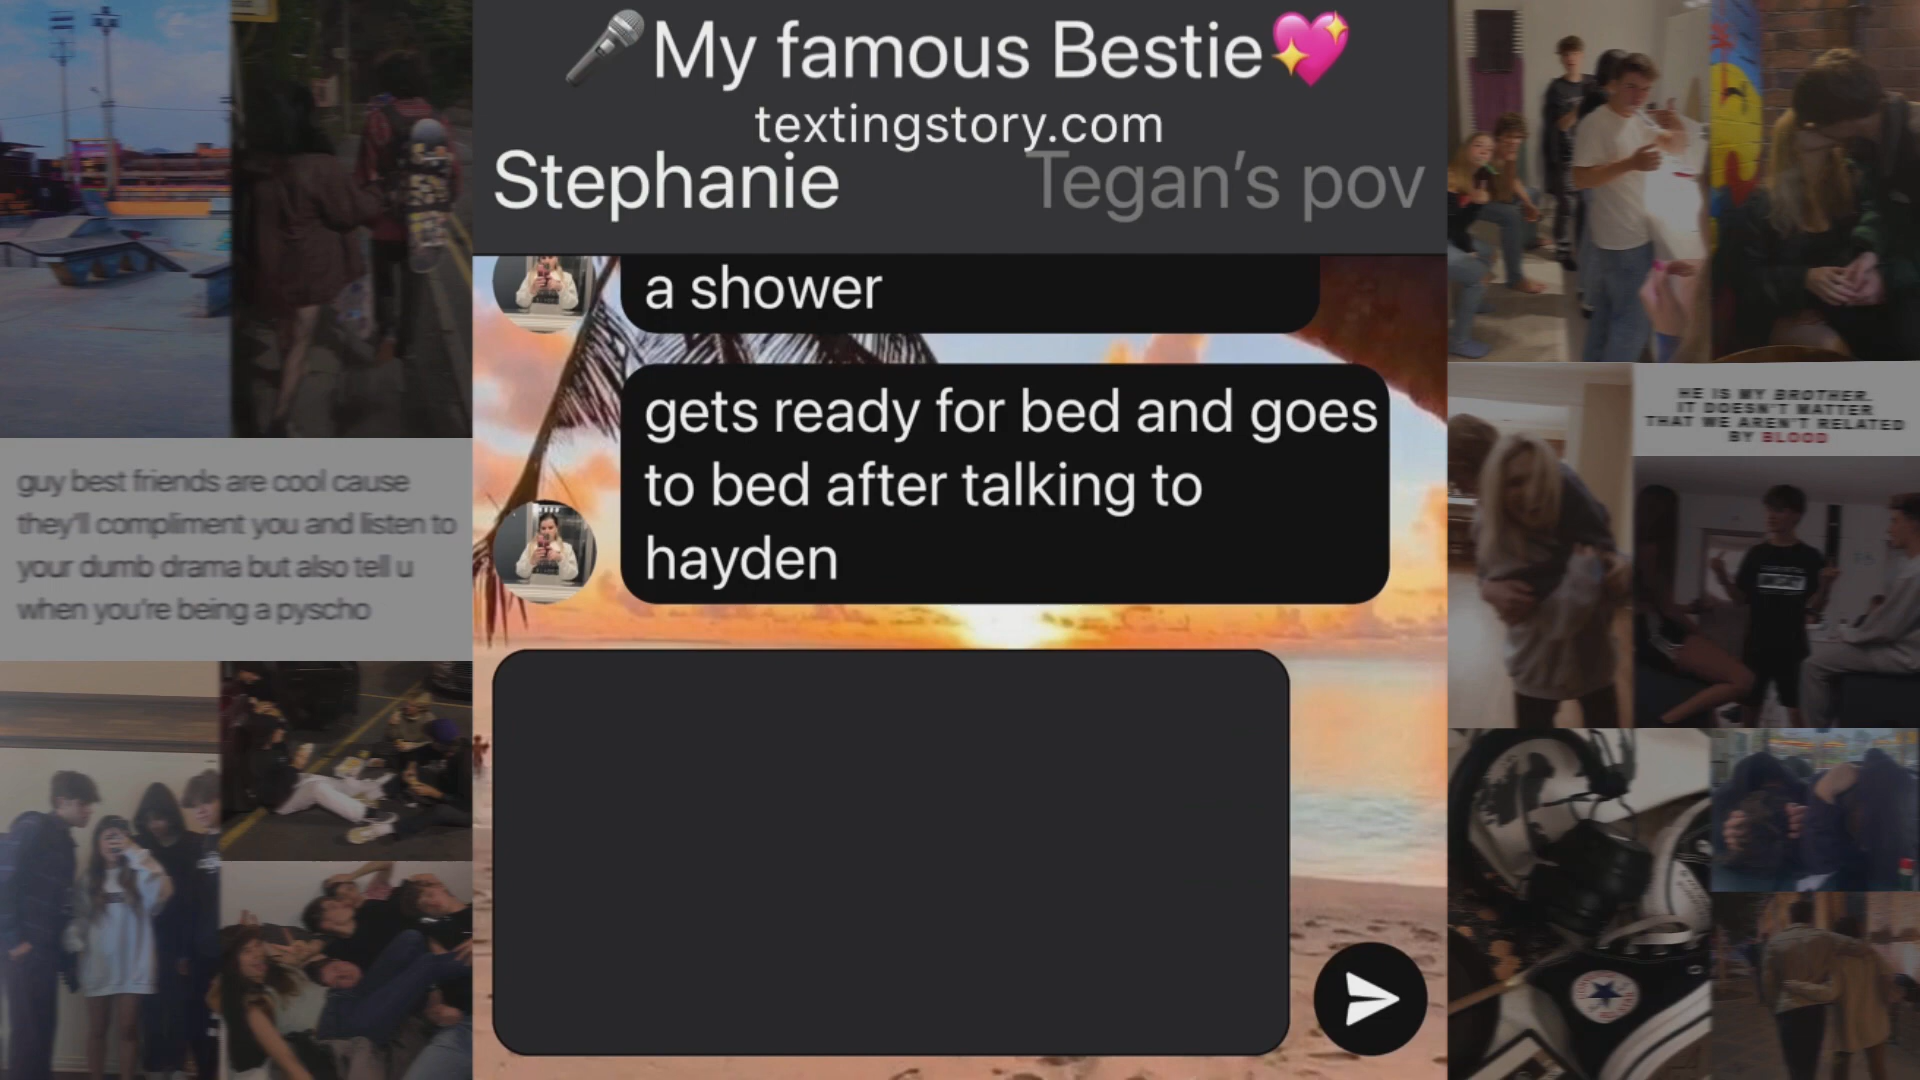 🎤My famous Bestie💖
textingstory.com
Stephanie
Tegan's pov
a shower
gets ready for bed and goes
to bed after talking to
hayden
guy best friends are cool cause
they'll compliment you and listen to
your dumb drama but also tell u
when you're being a pyscho
HE IS MY BROTHER.
IT DOESN'T MATTER
THAT WE AREN'T RELATED
BY BLOOD